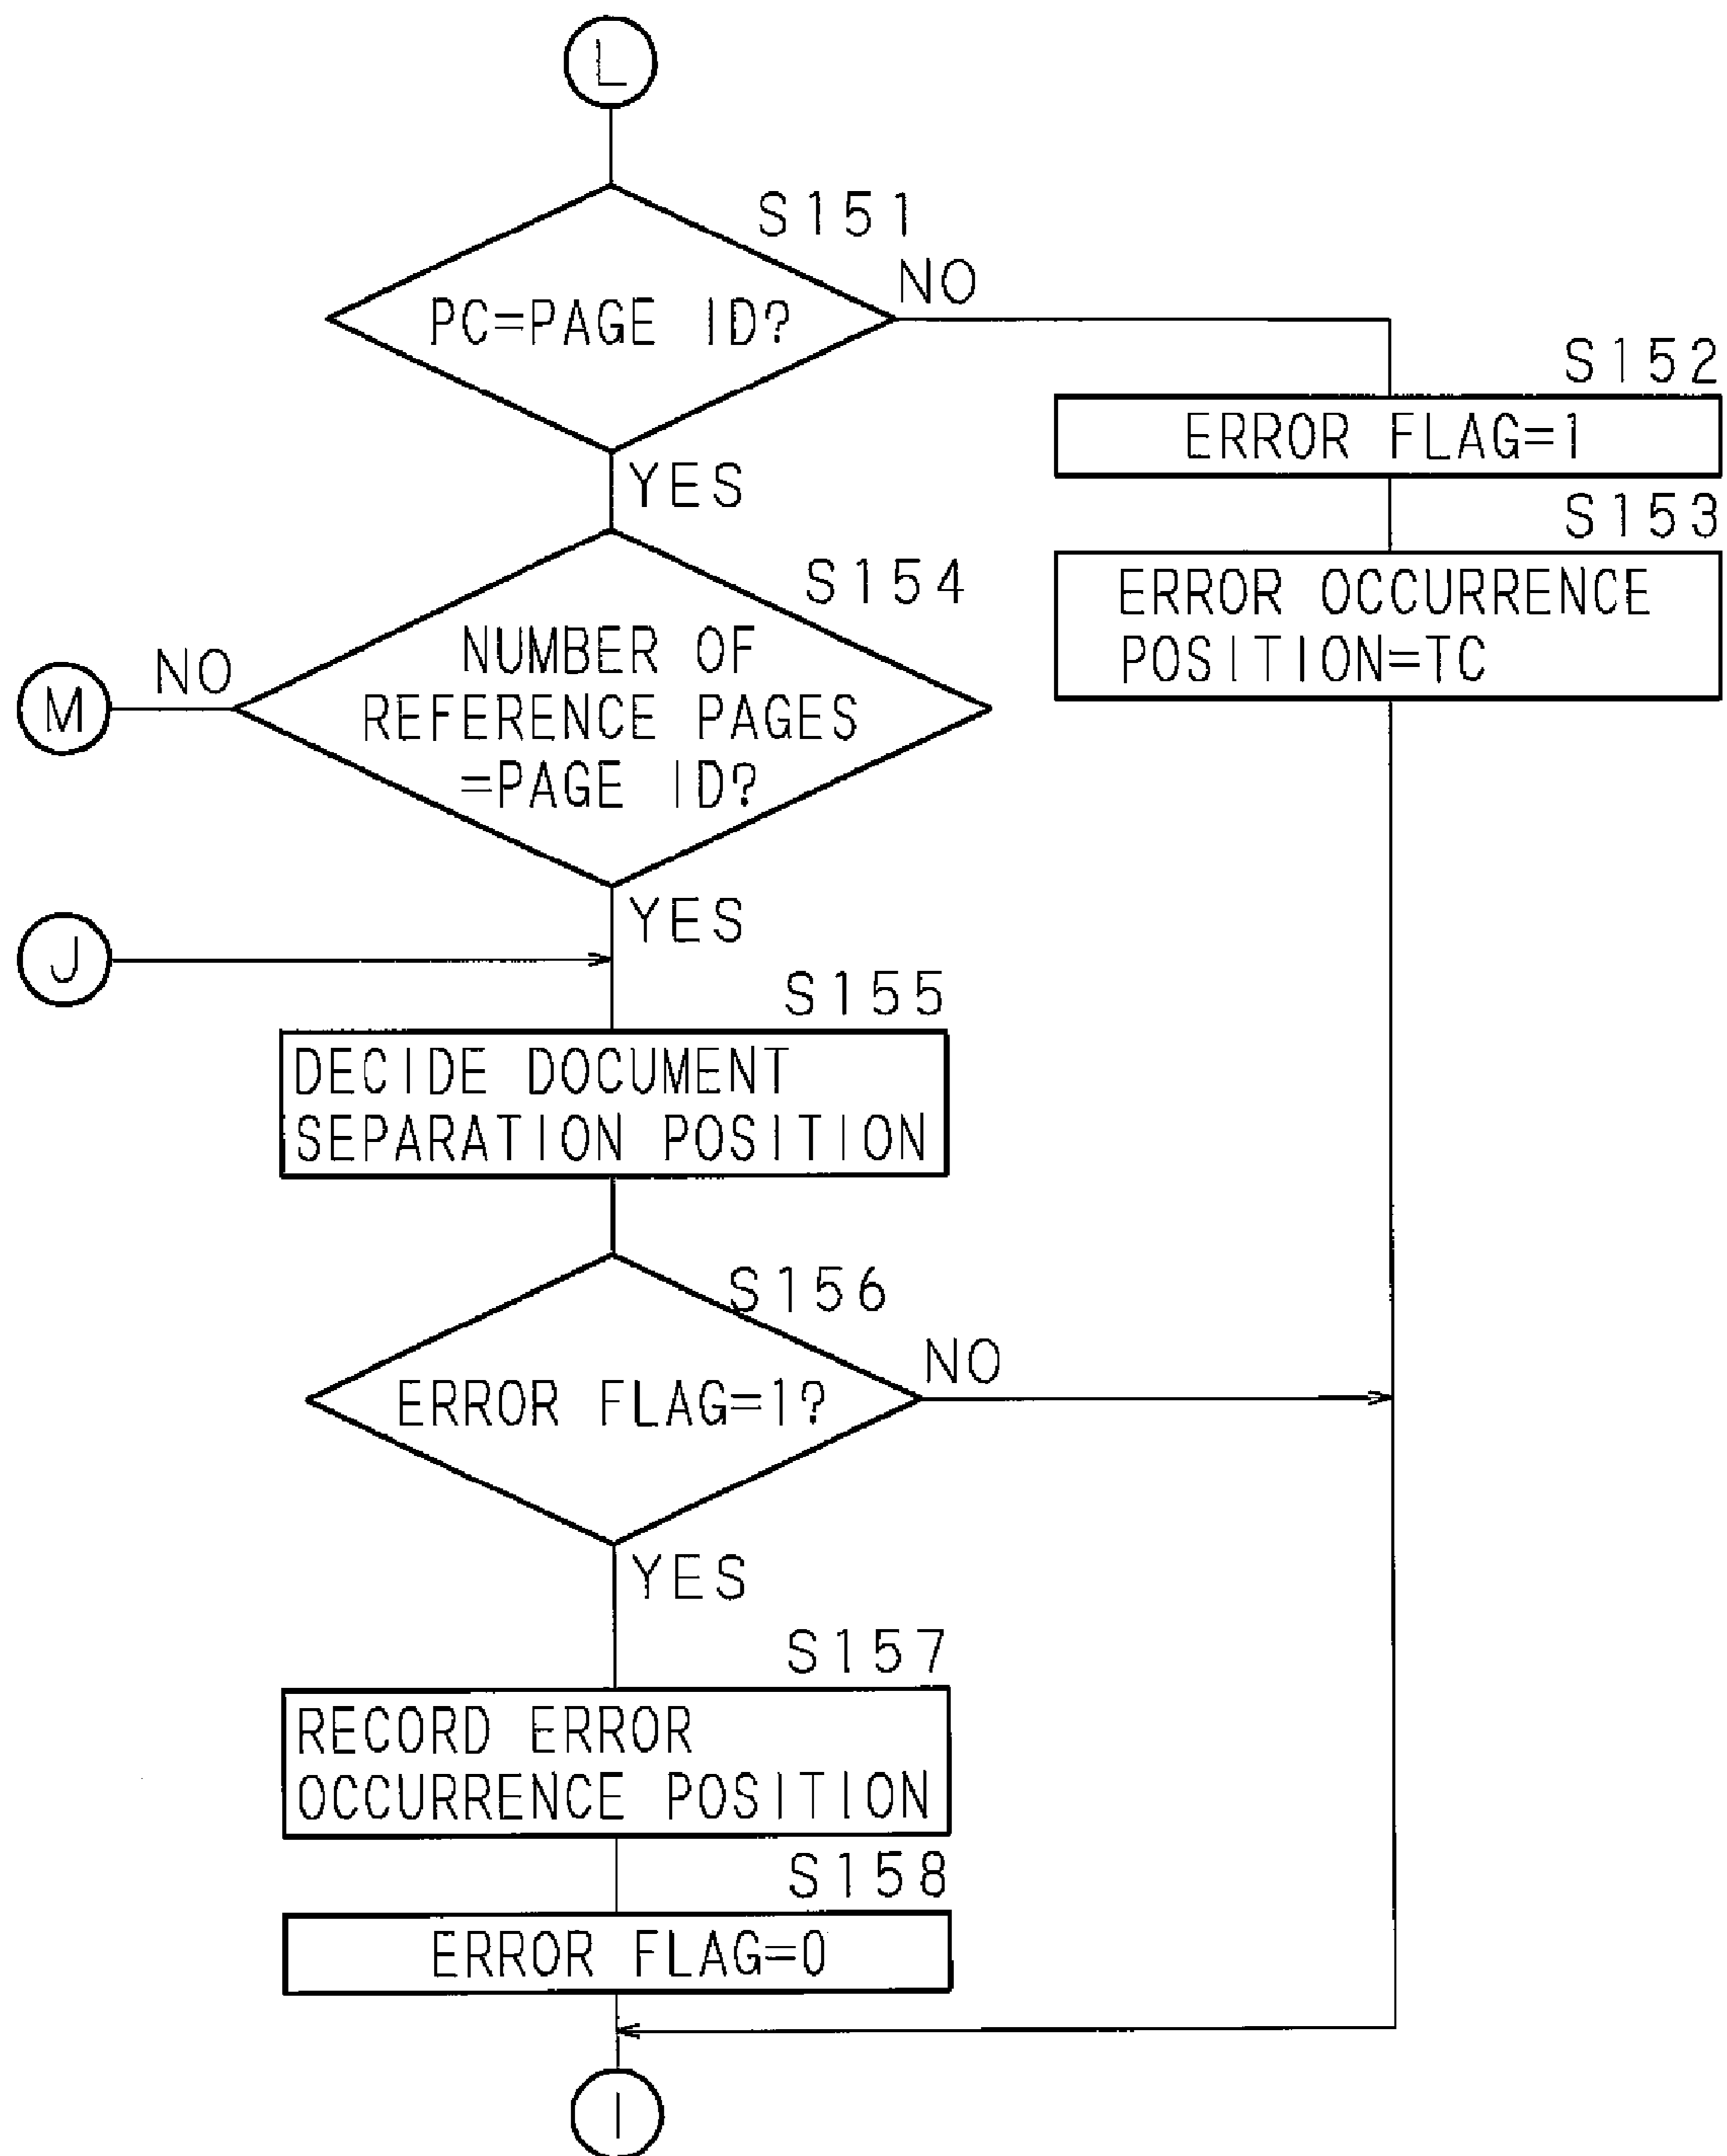 L
S151
PC=PAGE ID?
NO
S152
ERROR FLAG=1
YES
S153
ERROR OCCURRENCE
POSITION=TC
S154
NUMBER OF
REFERENCE PAGES
=PAGE ID?
NO
M
YES
J
S155
DECIDE DOCUMENT
SEPARATION POSITION
S156
ERROR FLAG=1?
NO
YES
S157
RECORD ERROR
OCCURRENCE POSITION
S158
ERROR FLAG=0
I